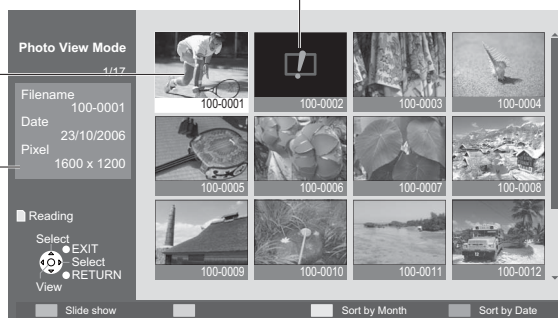 Photo View Mode
1/17
Filename
100-0001
Date
23/10/2006
Pixel
1600 x 1200
Reading
Select
EXIT
Select
RETURN
View
100-0001
100-0002
100-0003
100-0004
100-0005
100-0006
100-0007
100-0008
100-0009
100-0010
100-0011
100-0012
Slide show
Sort by Month
Sort by Date